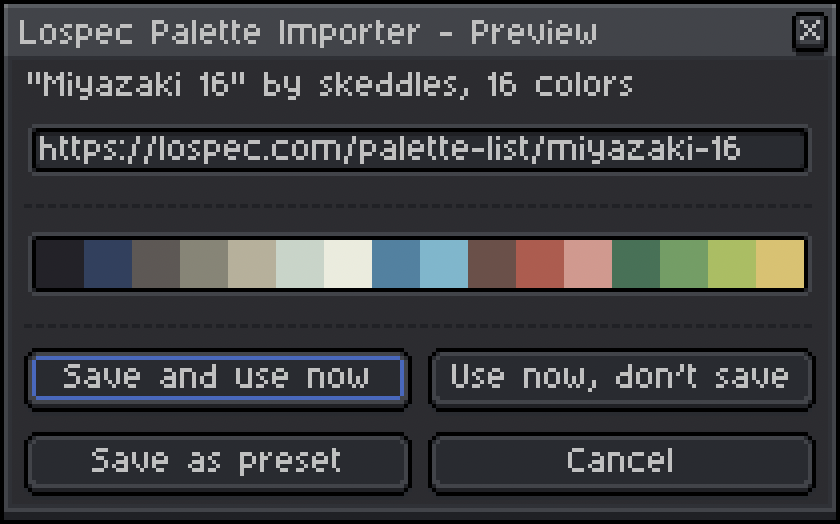 Lospec Palette Importer - Preview
X
"Miyazaki 16" by skeddles, 16 colors
https://lospec.com/palette-list/miyazaki-16
Save and use now
Use now, don't save
Save as preset
Cancel